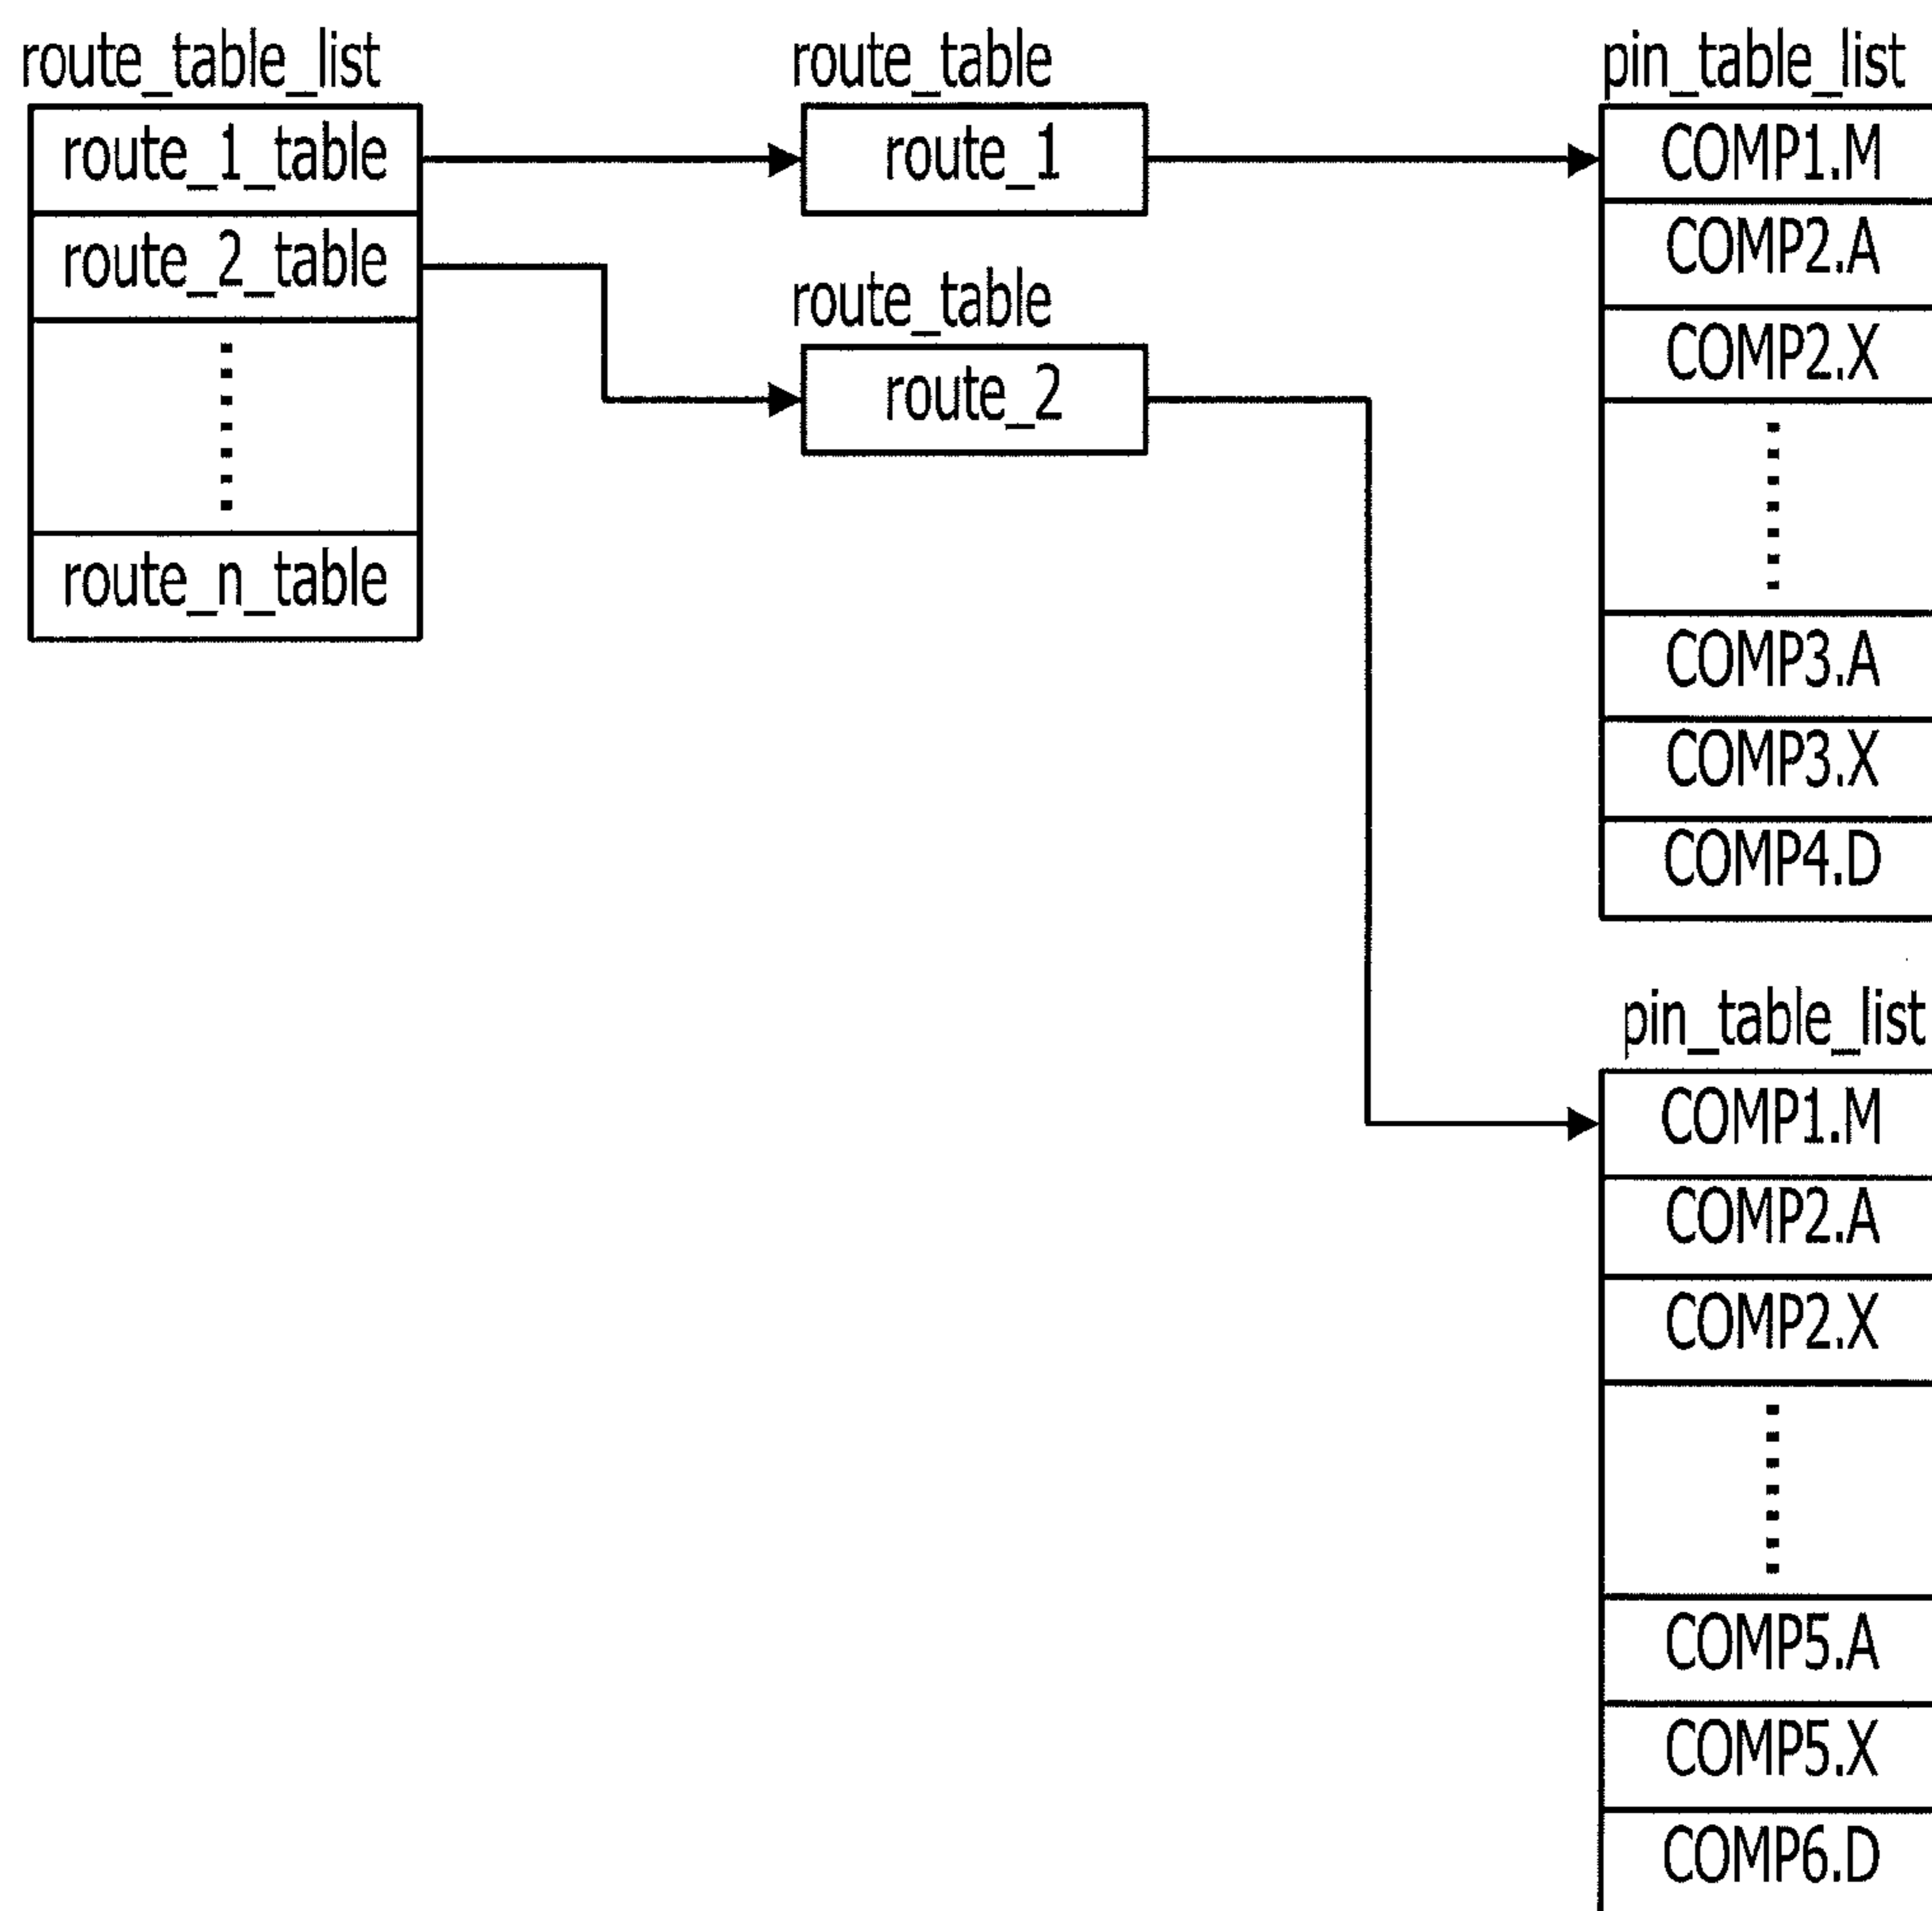 route_table_list
route_1_table
route_2_table
route_n_table
route_table
route_1
route_table
route_2
pin_table_list
COMP1.M
COMP2.A
COMP2.X
COMP3.A
COMP3.X
COMP4.D
pin_table_list
COMP1.M
COMP2.A
COMP2.X
COMP5.A
COMP5.X
COMP6.D